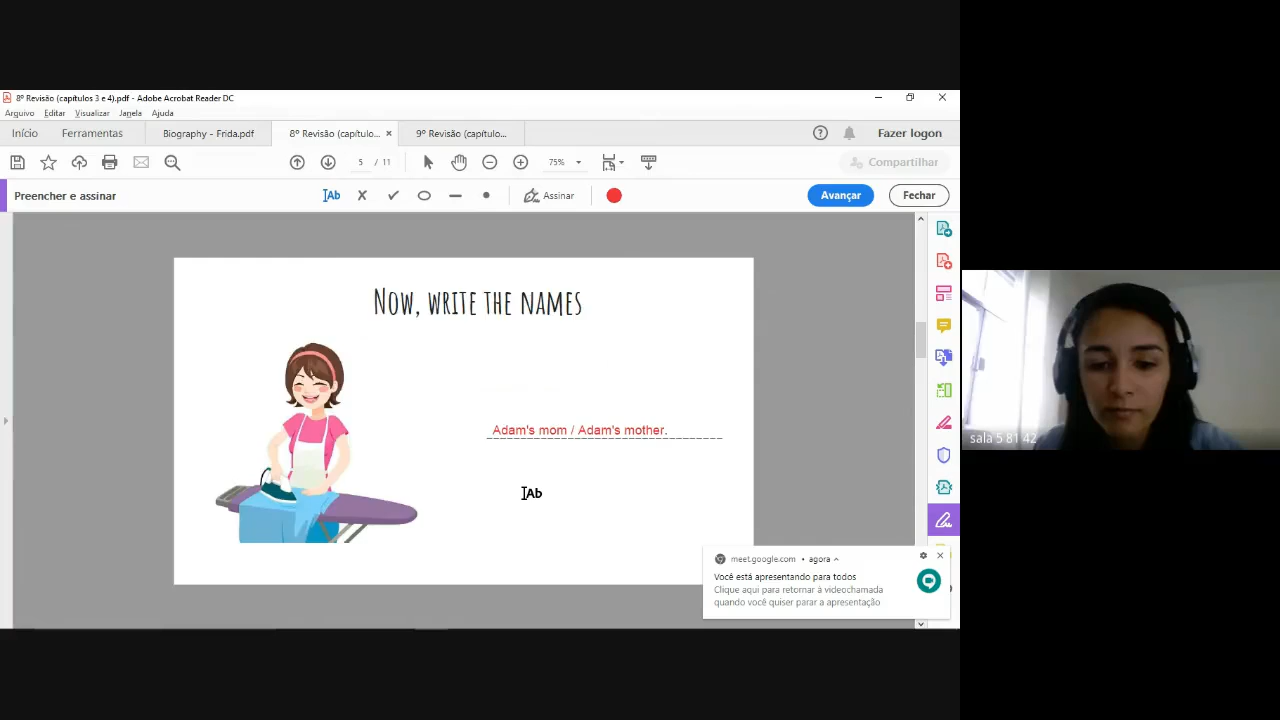 8º Revisão (capítulos 3 e 4).pdf - Adobe Acrobat Reader DC
Arquivo Editar Visualizar Janela Ajuda
Início Ferramentas Biography - Frida.pdf 8º Revisão (capítulo... × 9º Revisão (capítulo... Fazer logon
5 / 11 75% Compartilhar
Preencher e assinar Ab Assinar Avançar Fechar
NOW, WRITE THE NAMES
Adam's mom / Adam's mother.
Ab
sala 5 81 42
meet.google.com • agora
Você está apresentando para todos
Clique aqui para retornar à videochamada
quando você quiser parar a apresentação